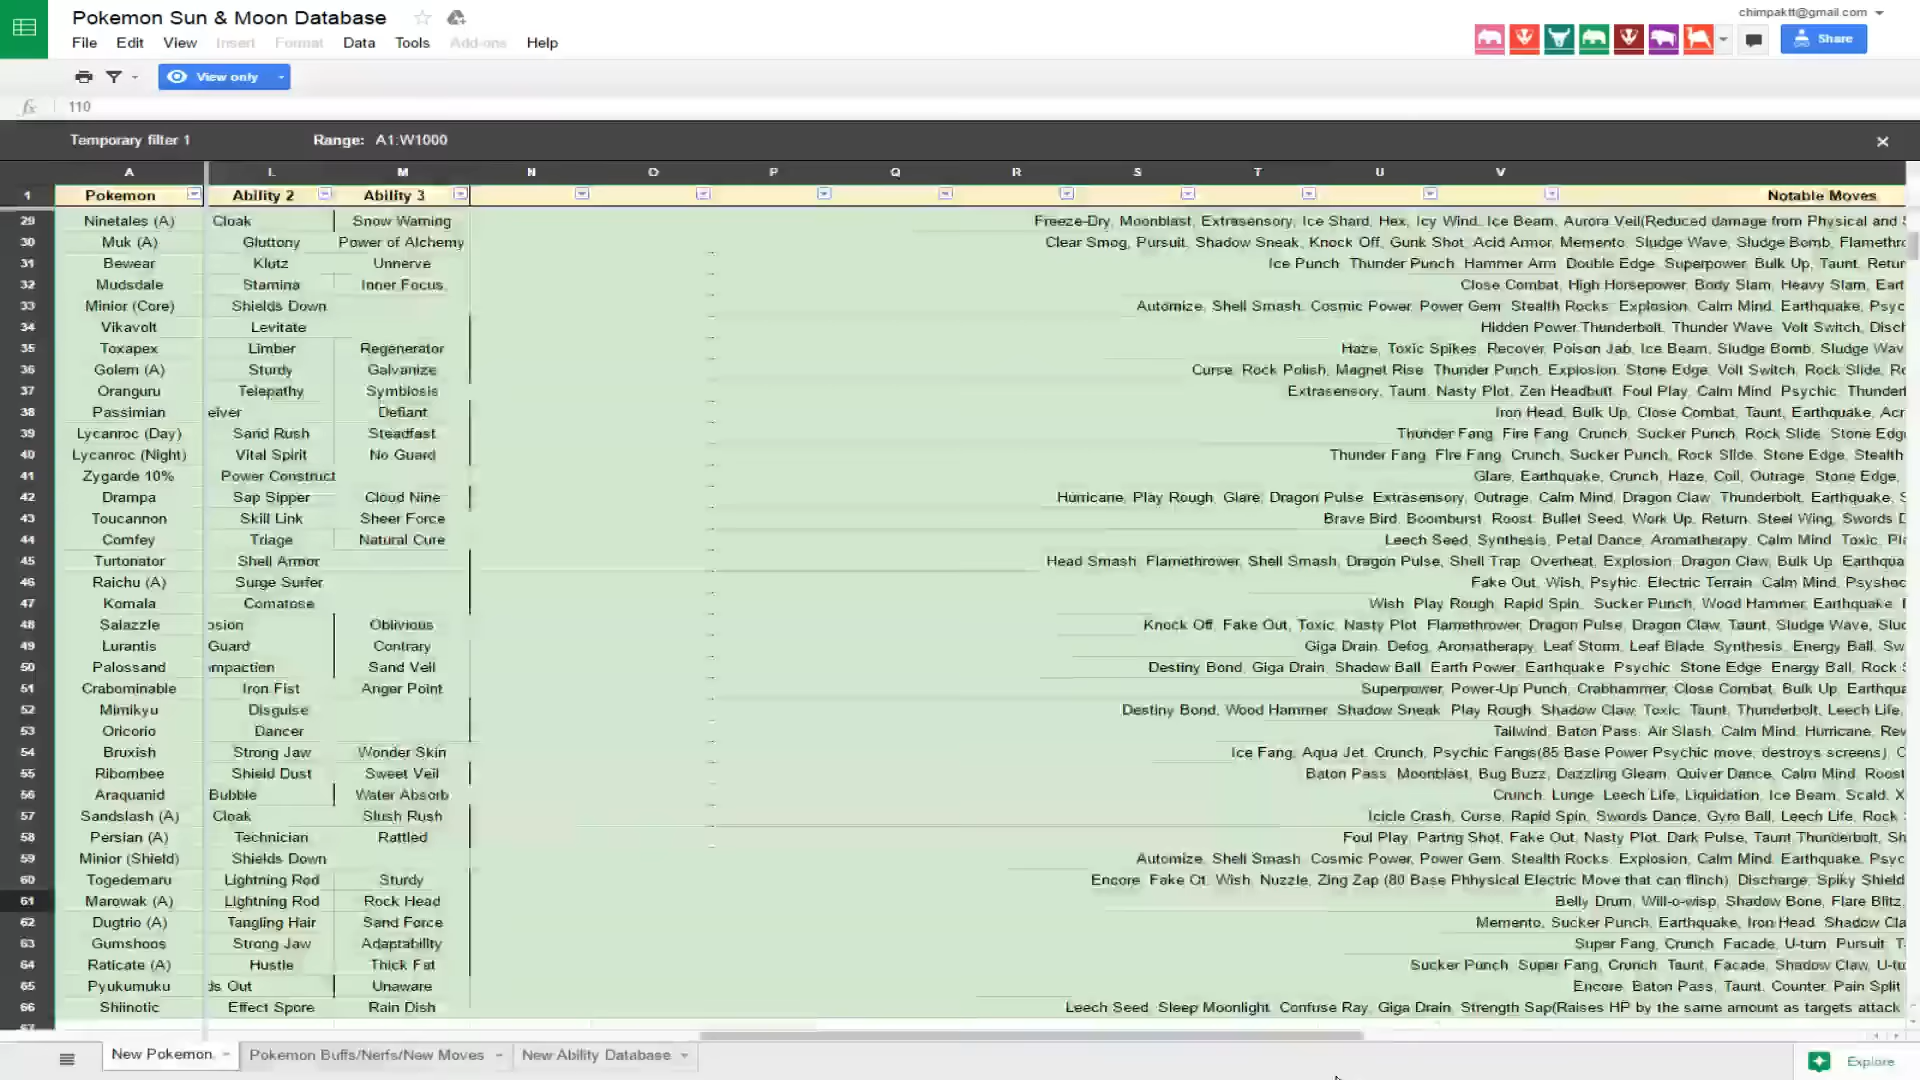 Pokemon Sun & Moon Database
chimpaktt@gmail.com
File Edit View Insert Format Data Tools Add-ons Help
Share
View only
fx 110
Temporary filter 1 Range: A1:W1000
A L M N O P Q R S T U V
1 Pokemon Ability 2 Ability 3 Notable Moves
29 Ninetales (A) Cloak Snow Warning Freeze-Dry, Moonblast, Extrasensory, Ice Shard, Hex, Icy Wind, Ice Beam, Aurora Veil(Reduced damage from Physical and S
30 Muk (A) Gluttony Power of Alchemy Clear Smog, Pursuit, Shadow Sneak, Knock Off, Gunk Shot, Acid Armor, Memento, Sludge Wave, Sludge Bomb, Flamethr
31 Bewear Klutz Unnerve Ice Punch Thunder Punch Hammer Arm Double Edge Superpower, Bulk Up, Taunt, Retur
32 Mudsdale Stamina Inner Focus Close Combat, High Horsepower, Body Slam, Heavy Slam, Eart
33 Minior (Core) Shields Down Automize, Shell Smash, Cosmic Power, Power Gem Stealth Rocks Explosion, Calm Mind, Earthquake, Psyc
34 Vikavolt Levitate Hidden Power Thunderbolt, Thunder Wave Volt Switch, Disch
35 Toxapex Limber Regenerator Haze, Toxic Spikes, Recover, Poison Jab, Ice Beam, Sludge Bomb, Sludge Wav
36 Golem (A) Sturdy Galvanize Curse, Rock Polish, Magnet Rise Thunder Punch, Explosion, Stone Edge, Volt Switch, Rock Slide, Ro
37 Oranguru Telepathy Symbiosis Extrasensory, Taunt, Nasty Plot, Zen Headbutt, Foul Play, Calm Mind, Psychic, Thunder
38 Passimian eiver Defiant Iron Head, Bulk Up, Close Combat, Taunt, Earthquake, Acr
39 Lycanroc (Day) Sand Rush Steadfast Thunder Fang, Fire Fang, Crunch, Sucker Punch, Rock Slide, Stone Edg
40 Lycanroc (Night) Vital Spirit No Guard Thunder Fang, Fire Fang, Crunch, Sucker Punch, Rock Slide, Stone Edge, Stealth
41 Zygarde 10% Power Construct Glare, Earthquake, Crunch, Haze, Coil, Outrage, Stone Edge,
42 Drampa Sap Sipper Cloud Nine Hurricane, Play Rough, Glare, Dragon Pulse, Extrasensory, Outrage, Calm Mind, Dragon Claw, Thunderbolt, Earthquake, S
43 Toucannon Skill Link Sheer Force Brave Bird, Boomburst, Roost, Bullet Seed, Work Up, Return, Steel Wing, Swords D
44 Comfey Triage Natural Cure Leech Seed, Synthesis, Petal Dance, Aromatherapy, Calm Mind, Toxic, Pl
45 Turtonator Shell Armor Head Smash Flamethrower, Shell Smash, Dragon Pulse, Shell Trap, Overheat, Explosion, Dragon Claw, Bulk Up, Earthqua
46 Raichu (A) Surge Surfer Fake Out, Wish, Psyhic, Electric Terrain, Calm Mind, Psyshoc
47 Komala Comatose Wish Play Rough, Rapid Spin, Sucker Punch, Wood Hammer, Earthquake
48 Salazzle osion Oblivious Knock Off, Fake Out, Toxic, Nasty Plot Flamethrower, Dragon Pulse, Dragon Claw, Taunt, Sludge Wave, Slud
49 Lurantis Guard Contrary Giga Drain, Defog, Aromatherapy, Leaf Storm, Leaf Blade, Synthesis, Energy Ball, Sw
50 Palossand mpaction Sand Veil Destiny Bond, Giga Drain, Shadow Ball, Earth Power, Earthquake, Psychic, Stone Edge Energy Ball, Rock S
51 Crabominable Iron Fist Anger Point Superpower, Power-Up Punch, Crabhammer, Close Combat, Bulk Up, Earthqua
52 Mimikyu Disguise Destiny Bond, Wood Hammer Shadow Sneak Play Rough, Shadow Claw, Toxic, Taunt, Thunderbolt, Leech Life,
53 Oricorio Dancer Tailwind, Baton Pass, Air Slash, Calm Mind, Hurricane, Rev
54 Bruxish Strong Jaw Wonder Skin Ice Fang, Aqua Jet, Crunch, Psychic Fangs(85 Base Power Psychic move, destroys screens), C
55 Ribombee Shield Dust Sweet Veil Baton Pass, Moonblast, Bug Buzz, Dazzling Gleam, Quiver Dance, Calm Mind, Roost
56 Araquanid Bubble Water Absorb Crunch, Lunge Leech Life, Liquidation, Ice Beam, Scald, X
57 Sandslash (A) Cloak Slush Rush Icicle Crash, Curse, Rapid Spin, Swords Dance, Gyro Ball, Leech Life, Rock
58 Persian (A) Technician Rattled Foul Play, Partng Shot, Fake Out, Nasty Plot, Dark Pulse, Taunt Thunderbolt, Sh
59 Minior (Shield) Shields Down Automize, Shell Smash, Cosmic Power, Power Gem, Stealth Rocks, Explosion, Calm Mind, Earthquake, Psyc
60 Togedemaru Lightning Rod Sturdy Encore Fake Ot, Wish, Nuzzle, Zing Zap (80 Base Phhysical Electric Move that can flinch), Discharge, Spiky Shield
61 Marowak (A) Lightning Rod Rock Head Belly Drum, Will-o-wisp, Shadow Bone, Flare Blitz,
62 Dugtrio (A) Tangling Hair Sand Force Memento, Sucker Punch, Earthquake, Iron Head, Shadow Cla
63 Gumshoos Strong Jaw Adaptability Super Fang, Crunch, Facade, U-turn, Pursuit, T
64 Raticate (A) Hustle Thick Fat Sucker Punch Super Fang, Crunch Taunt, Facade, Shadow Claw, U-tu
65 Pyukumuku ds Out Unaware Encore, Baton Pass, Taunt, Counter, Pain Split
66 Shiinotic Effect Spore Rain Dish Leech Seed, Sleep Moonlight, Confuse Ray, Giga Drain, Strength Sap(Raises HP by the same amount as targets attack
New Pokemon Pokemon Buffs/Nerfs/New Moves New Ability Database Explore